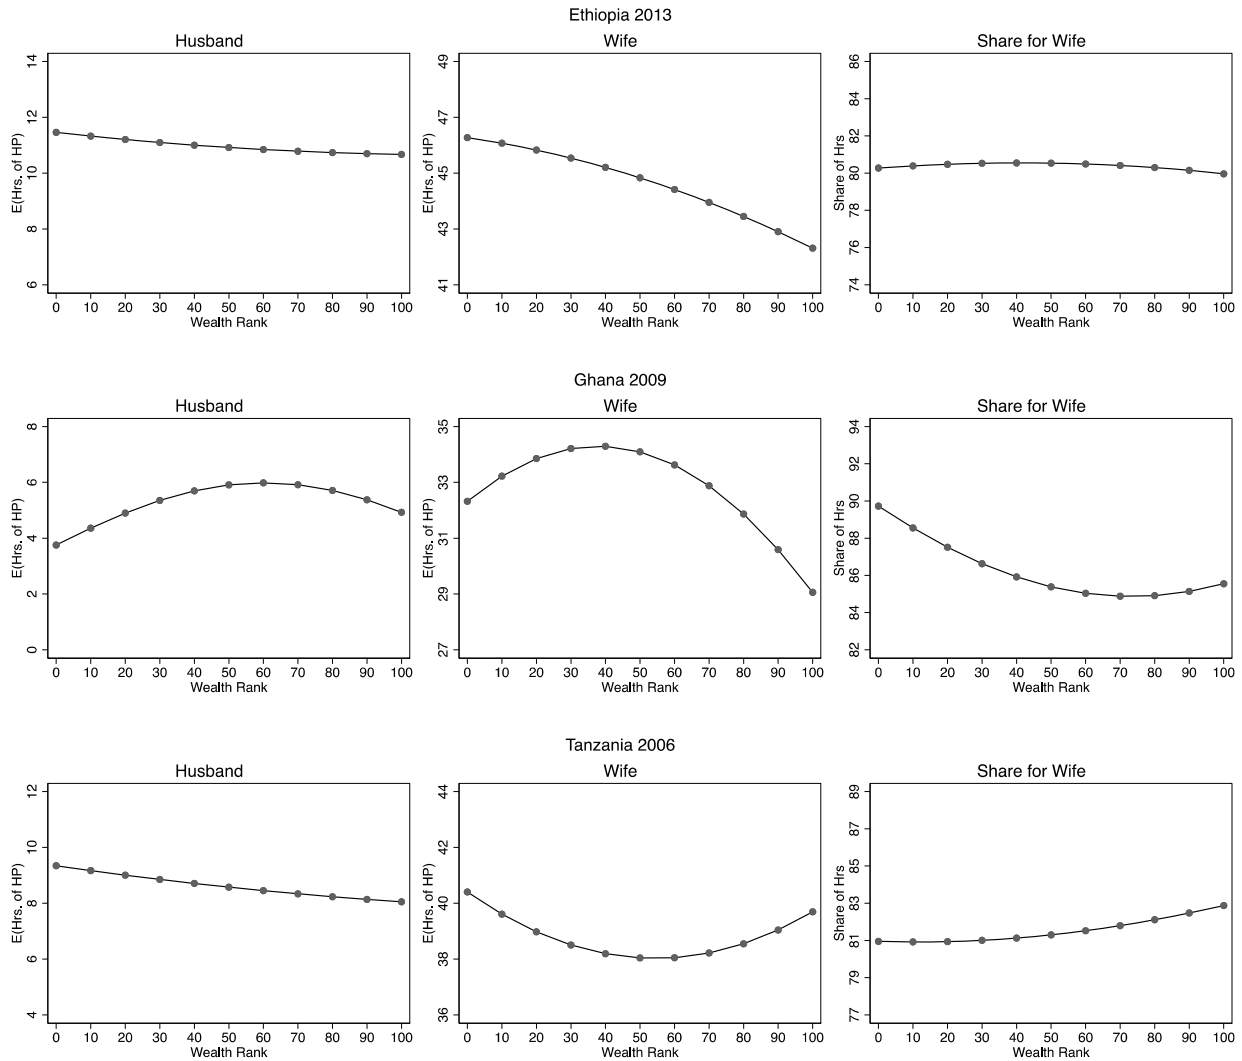 Ethiopia 2013
Husband
E(Hrs. of HP)
14
12
10
8
6
0 10 20 30 40 50 60 70 80 90 100
Wealth Rank
Wife
E(Hrs. of HP)
49
47
45
43
41
0 10 20 30 40 50 60 70 80 90 100
Wealth Rank
Share for Wife
Share of Hrs
86
84
82
80
78
76
74
0 10 20 30 40 50 60 70 80 90 100
Wealth Rank
Ghana 2009
Husband
E(Hrs. of HP)
8
6
4
2
0
0 10 20 30 40 50 60 70 80 90 100
Wealth Rank
Wife
E(Hrs. of HP)
35
33
31
29
27
0 10 20 30 40 50 60 70 80 90 100
Wealth Rank
Share for Wife
Share of Hrs
94
92
90
88
86
84
82
0 10 20 30 40 50 60 70 80 90 100
Wealth Rank
Tanzania 2006
Husband
E(Hrs. of HP)
12
10
8
6
4
0 10 20 30 40 50 60 70 80 90 100
Wealth Rank
Wife
E(Hrs. of HP)
44
42
40
38
36
0 10 20 30 40 50 60 70 80 90 100
Wealth Rank
Share for Wife
Share of Hrs
89
87
85
83
81
79
77
0 10 20 30 40 50 60 70 80 90 100
Wealth Rank